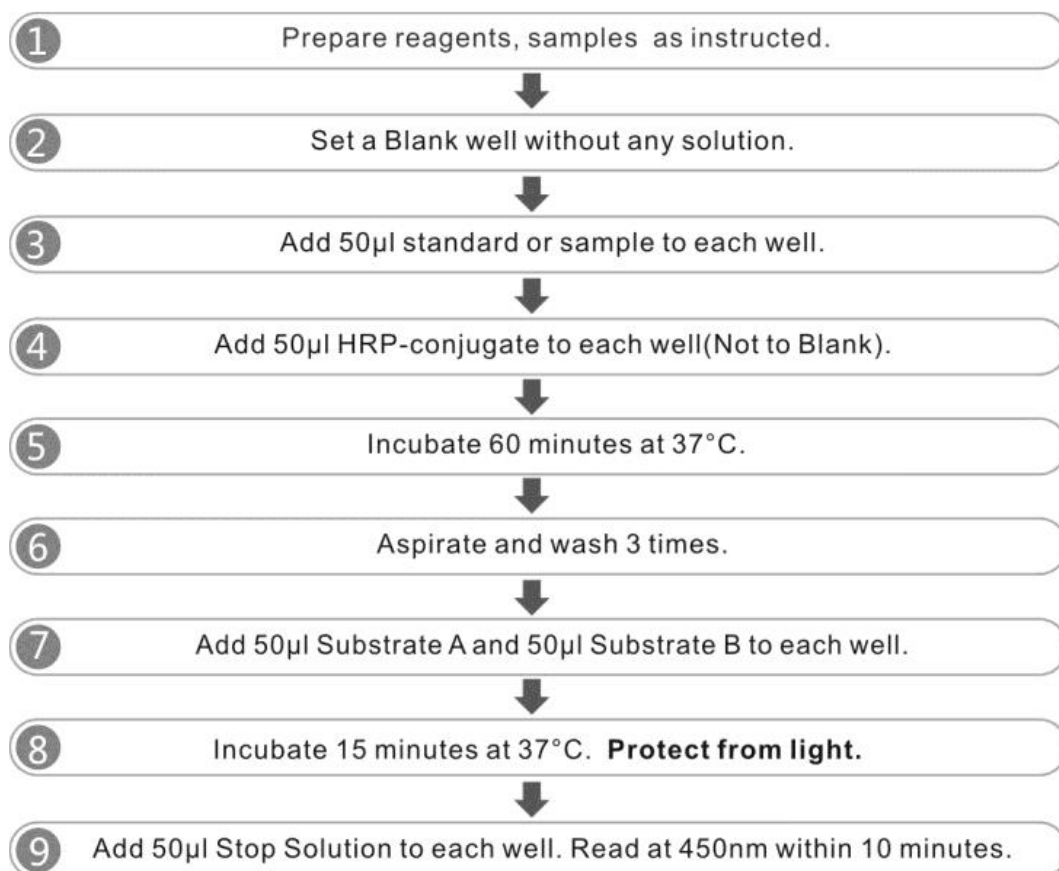 1 Prepare reagents, samples as instructed.
2 Set a Blank well without any solution.
3 Add 50μl standard or sample to each well.
4 Add 50μl HRP-conjugate to each well(Not to Blank).
5 Incubate 60 minutes at 37°C.
6 Aspirate and wash 3 times.
7 Add 50μl Substrate A and 50μl Substrate B to each well.
8 Incubate 15 minutes at 37°C. Protect from light.
9 Add 50μl Stop Solution to each well. Read at 450nm within 10 minutes.